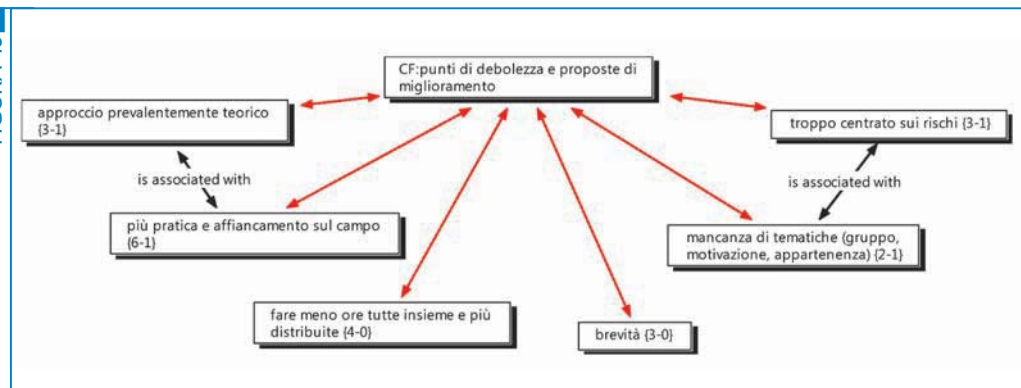 CF:punti di debolezza e proposte di
miglioramento
approccio prevalentemente teorico
{3-1}
troppo centrato sui rischi {3-1}
is associated with
is associated with
più pratica e affiancamento sul campo
{6-1}
mancanza di tematiche (gruppo,
motivazione, appartenenza) {2-1}
fare meno ore tutte insieme e più
distribuite {4-0}
brevità {3-0}